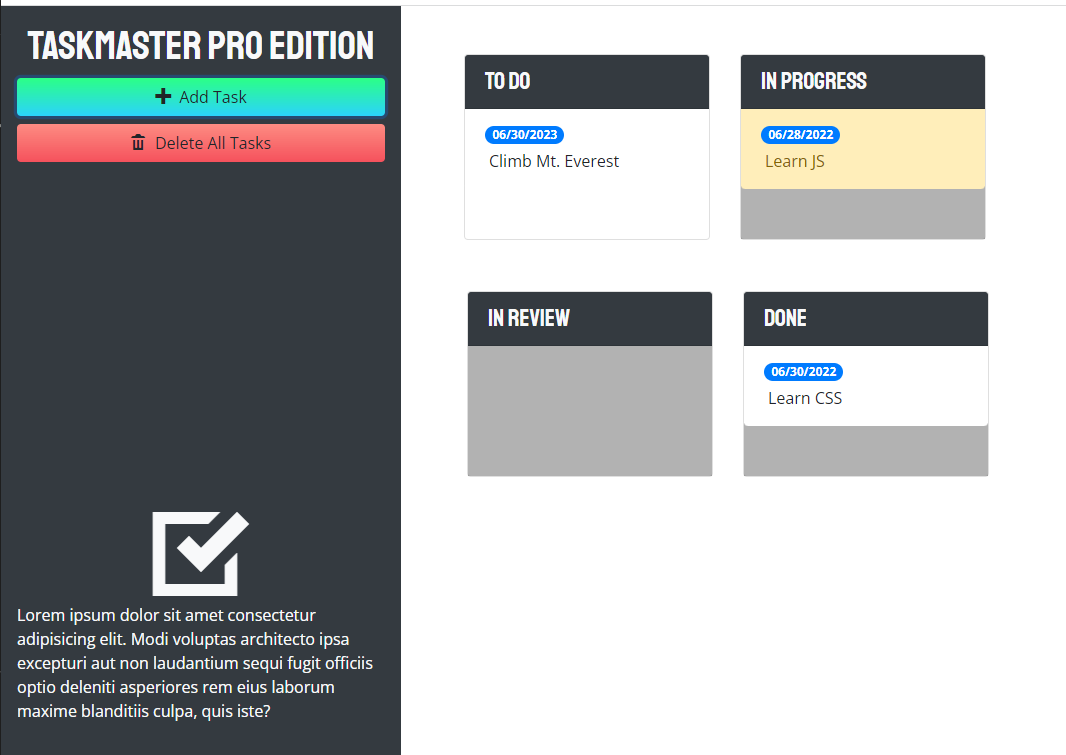 TASKMASTER PRO EDITION
Add Task
Delete All Tasks
TO DO
06/30/2023
Climb Mt. Everest
IN PROGRESS
06/28/2022
Learn JS
IN REVIEW
DONE
06/30/2022
Learn CSS
Lorem ipsum dolor sit amet consectetur
adipisicing elit. Modi voluptas architecto ipsa
excepturi aut non laudantium sequi fugit officiis
optio deleniti asperiores rem eius laborum
maxime blanditiis culpa, quis iste?